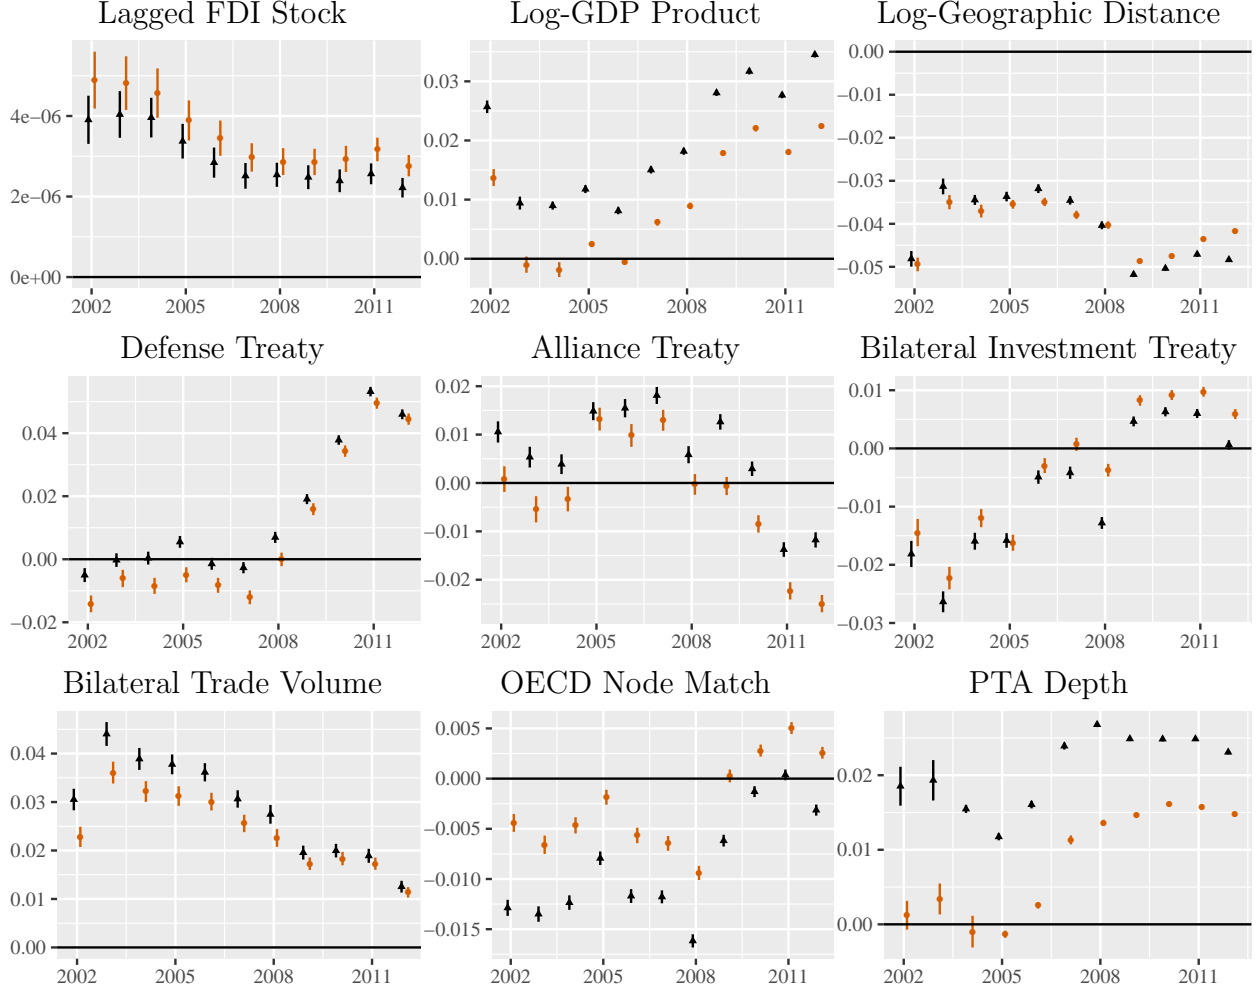 Lagged FDI Stock
4e−06
2e−06
0e+00
2002 2005 2008 2011
Log-GDP Product
0.03
0.02
0.01
0.00
2002 2005 2008 2011
Log-Geographic Distance
0.00
−0.01
−0.02
−0.03
−0.04
−0.05
2002 2005 2008 2011
Defense Treaty
0.04
0.02
0.00
−0.02
2002 2005 2008 2011
Alliance Treaty
0.02
0.01
0.00
−0.01
−0.02
2002 2005 2008 2011
Bilateral Investment Treaty
0.01
0.00
−0.01
−0.02
−0.03
2002 2005 2008 2011
Bilateral Trade Volume
0.04
0.03
0.02
0.01
0.00
2002 2005 2008 2011
OECD Node Match
0.005
0.000
−0.005
−0.010
−0.015
2002 2005 2008 2011
PTA Depth
0.02
0.01
0.00
2002 2005 2008 2011